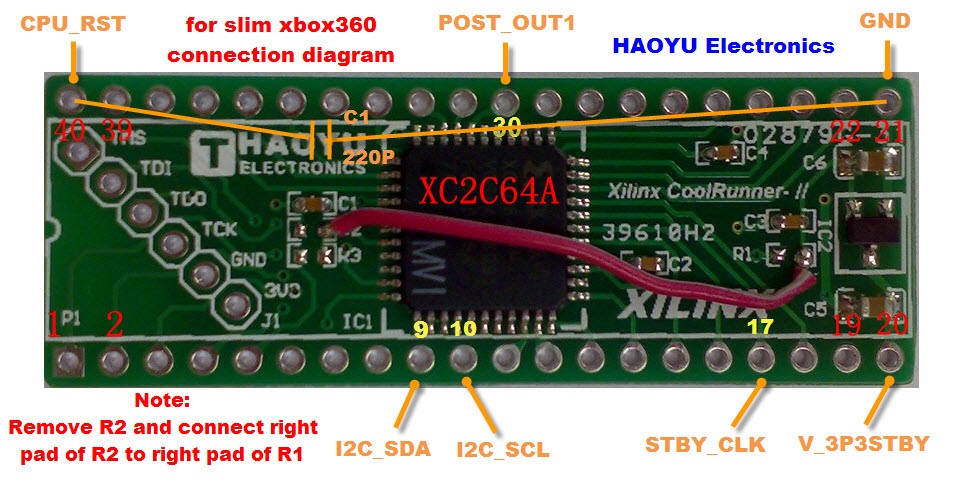 CPU_RST
for slim xbox360
connection diagram
POST_OUT1
HAOYU Electronics
GND
40
39
TMS
TDI
TDO
TCK
GND
3V3
J1
T HAOYU
ELECTRONICS
C1
220P
30
XC2C64A
C4
02879
22
21
C6
Xilinx CoolRunner- II
C1
R3
39610H2
C3
R1
IC2
C2
XILINX
C5
1
P1
2
IC1
9
10
17
19
20
Note:
Remove R2 and connect right
pad of R2 to right pad of R1
I2C_SDA
I2C_SCL
STBY_CLK
V_3P3STBY